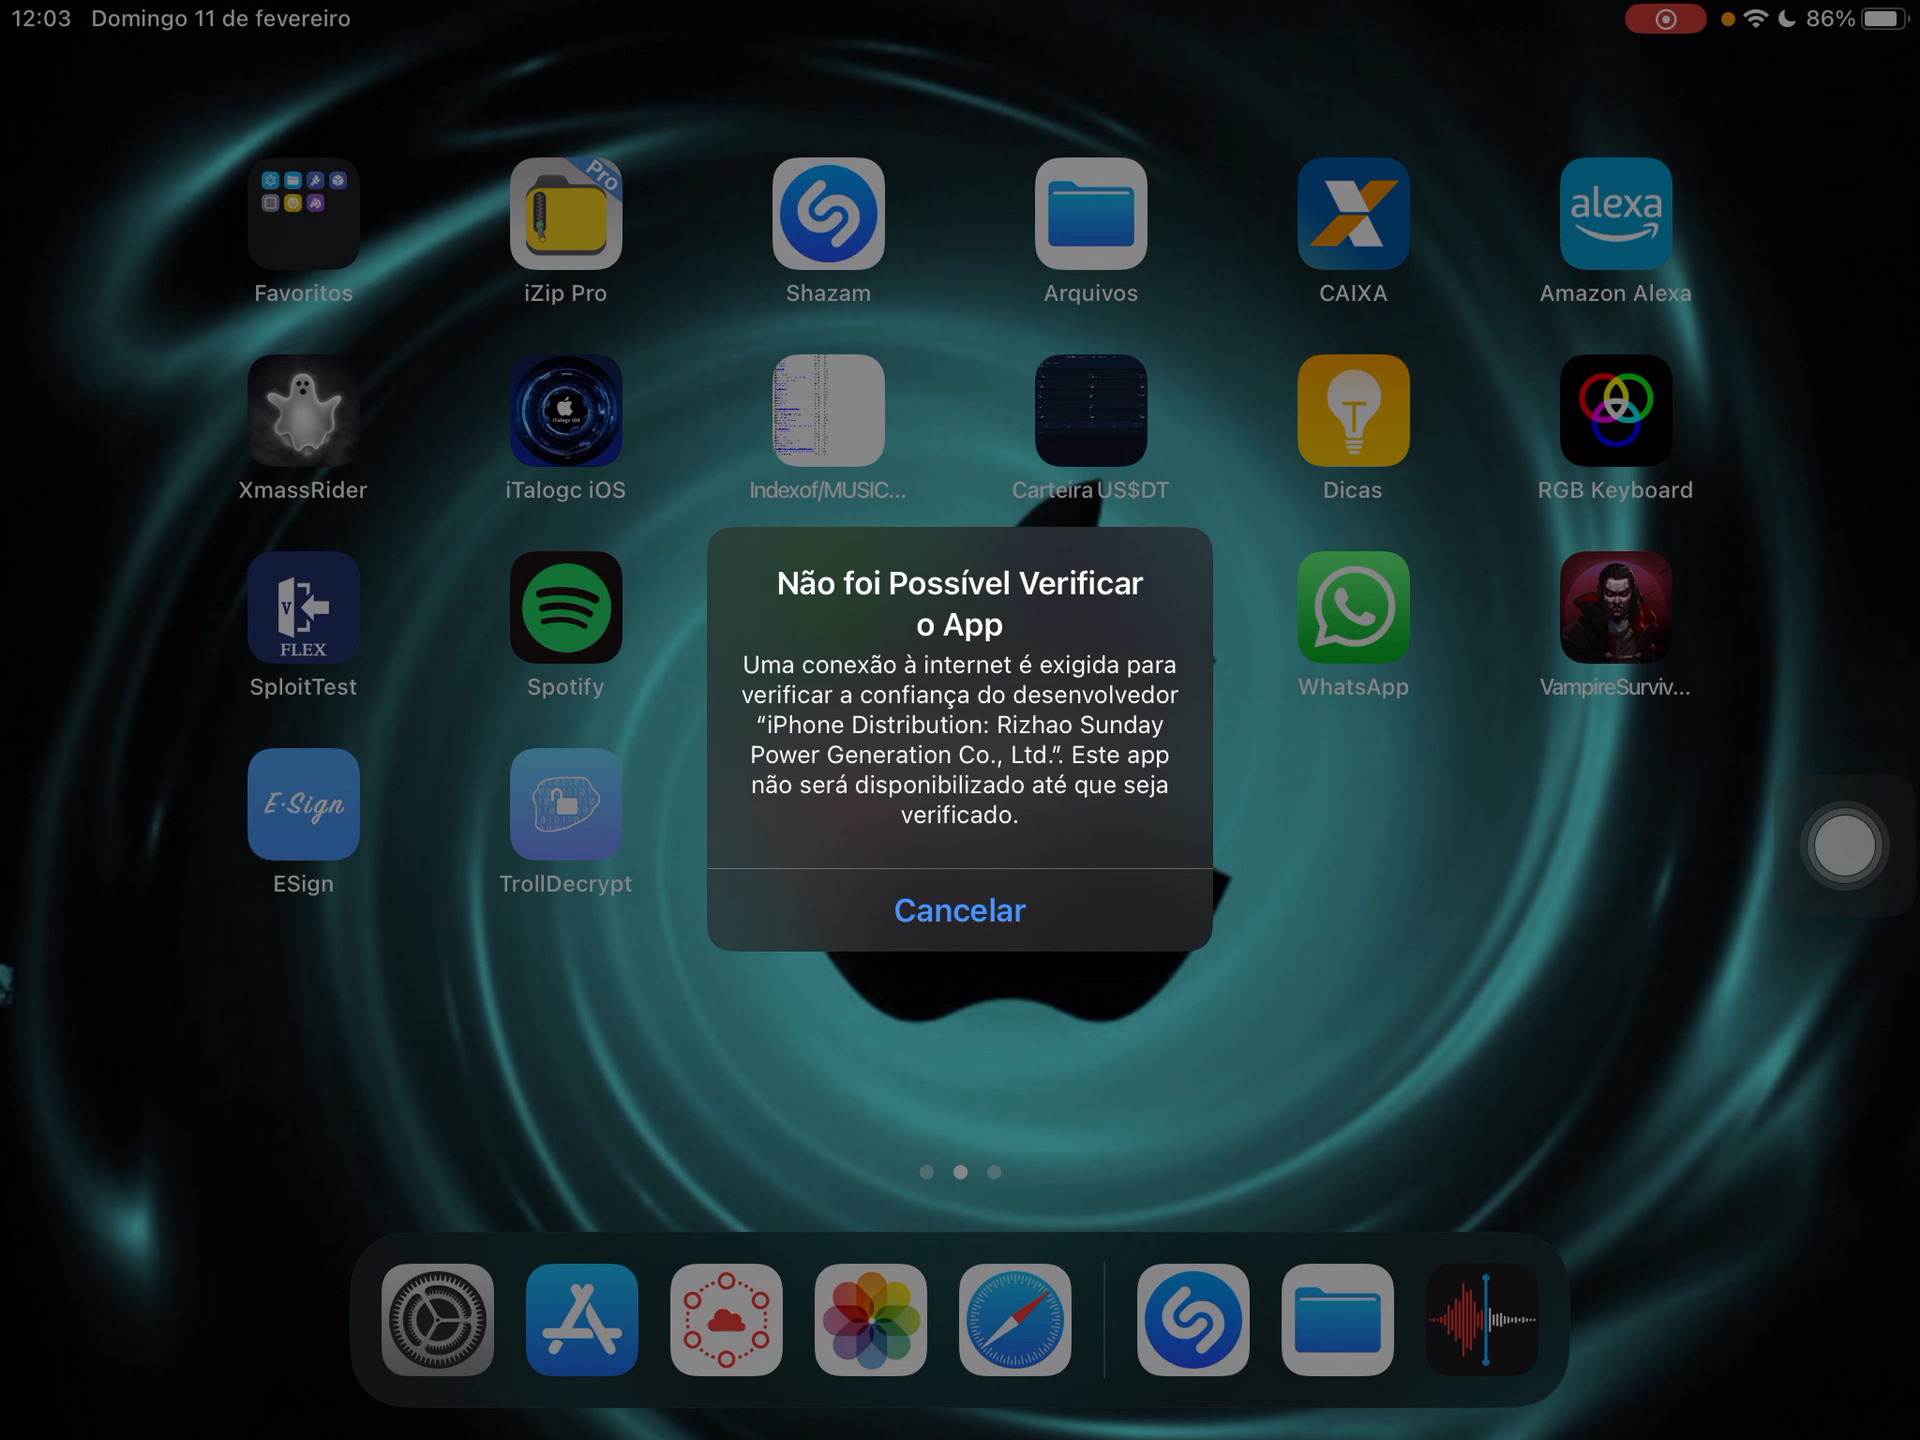 12:03 Domingo 11 de fevereiro
86%
Pro
alexa
Favoritos
iZip Pro
Shazam
Arquivos
CAIXA
Amazon Alexa
iTalogc iOS
XmassRider
iTalogc iOS
Indexof/MUSIC...
Carteira US$DT
Dicas
RGB Keyboard
V
FLEX
SploitTest
Spotify
WhatsApp
VampireSurviv...
Não foi Possível Verificar
o App
Uma conexão à internet é exigida para
verificar a confiança do desenvolvedor
“iPhone Distribution: Rizhao Sunday
Power Generation Co., Ltd.”. Este app
não será disponibilizado até que seja
verificado.
Cancelar
E·Sign
ESign
TrollDecrypt